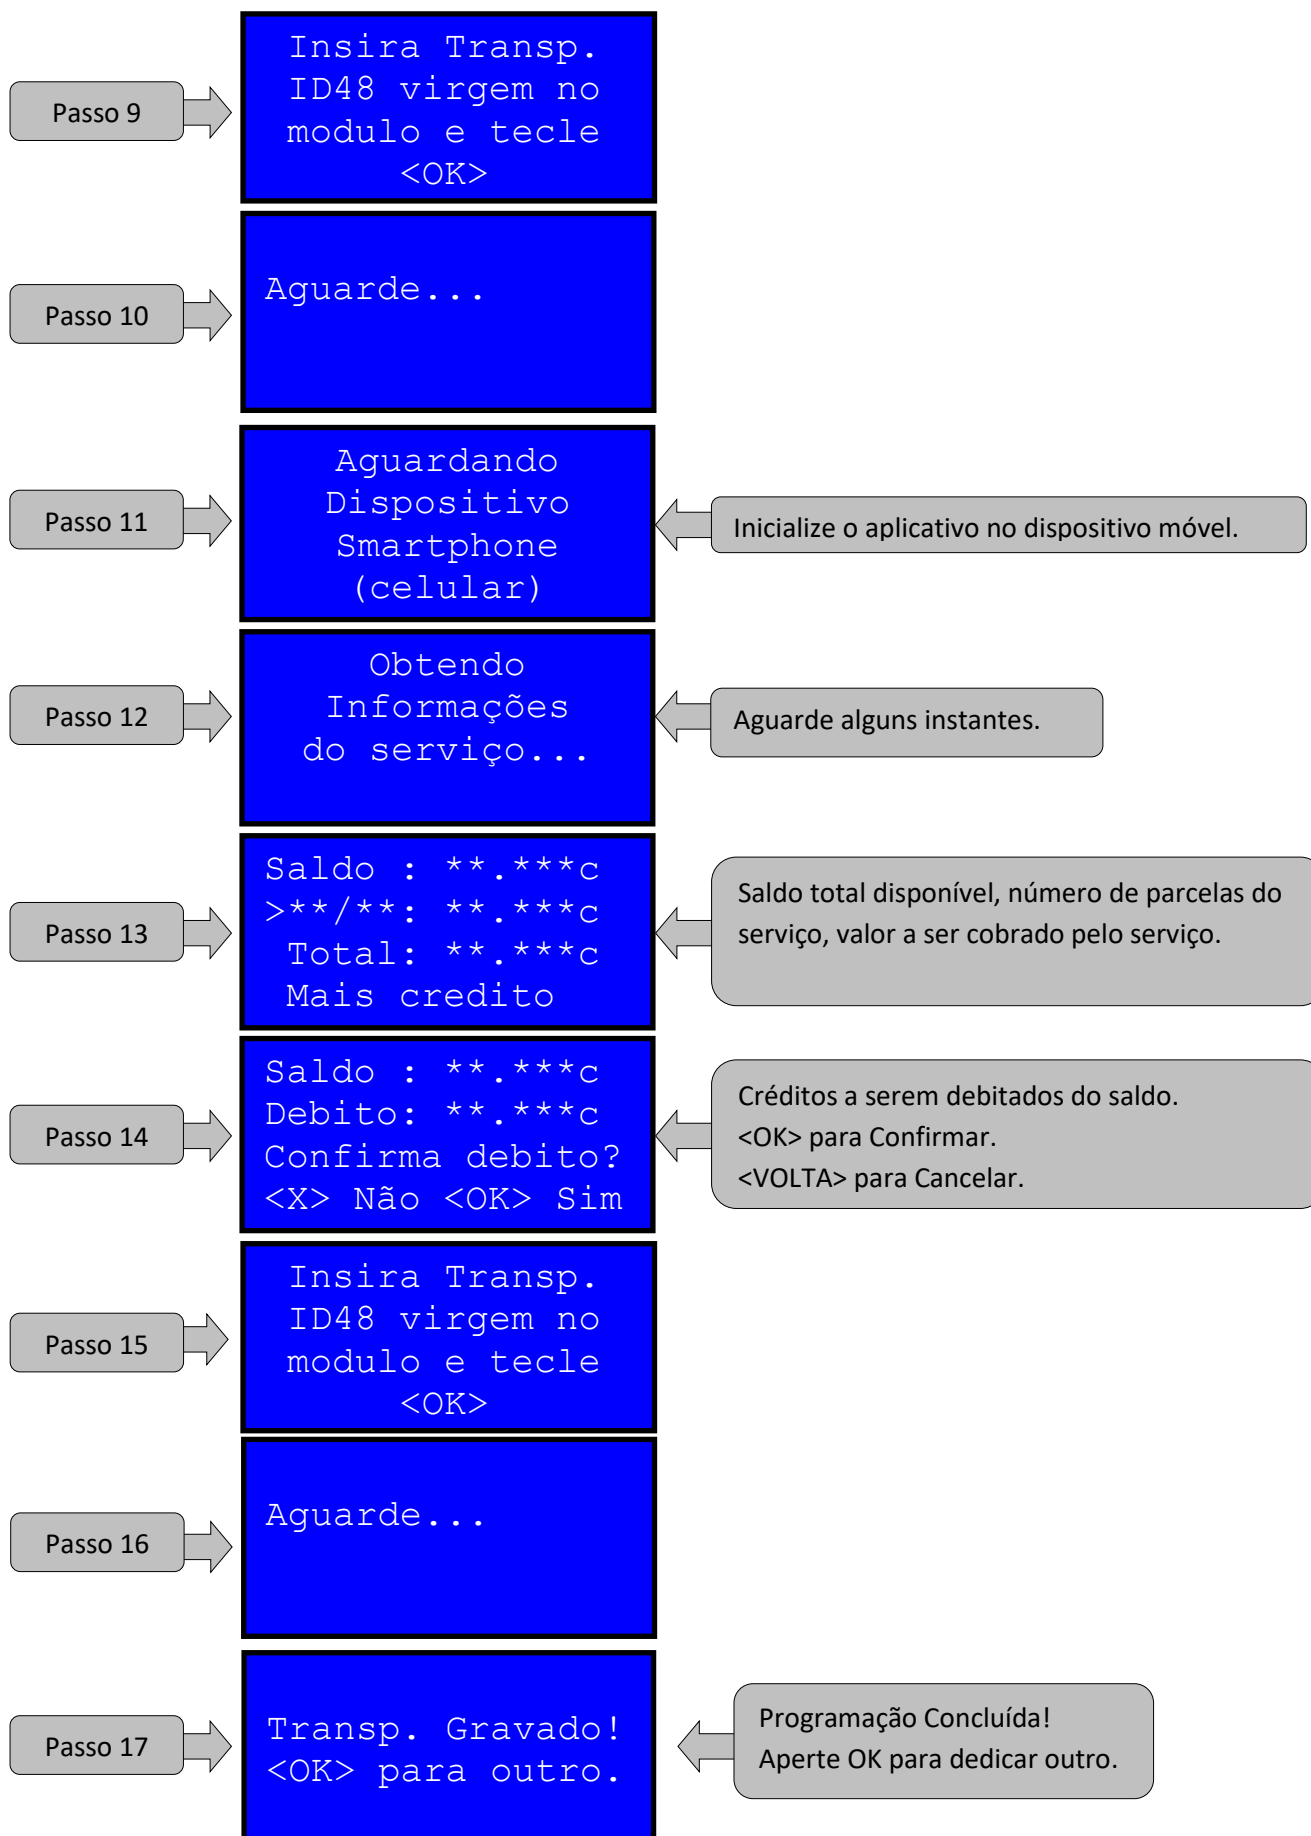 Passo 9
Insira Transp.
ID48 virgem no
modulo e tecle
<OK>
Passo 10
Aguarde...
Passo 11
Aguardando
Dispositivo
Smartphone
(celular)
Inicialize o aplicativo no dispositivo móvel.
Passo 12
Obtendo
Informações
do serviço...
Aguarde alguns instantes.
Passo 13
Saldo : **.***c
>**/**: **.***c
Total: **.***c
Mais credito
Saldo total disponível, número de parcelas do
serviço, valor a ser cobrado pelo serviço.
Passo 14
Saldo : **.***c
Debito: **.***c
Confirma debito?
<X> Não <OK> Sim
Créditos a serem debitados do saldo.
<OK> para Confirmar.
<VOLTA> para Cancelar.
Passo 15
Insira Transp.
ID48 virgem no
modulo e tecle
<OK>
Passo 16
Aguarde...
Passo 17
Transp. Gravado!
<OK> para outro.
Programação Concluída!
Aperte OK para dedicar outro.